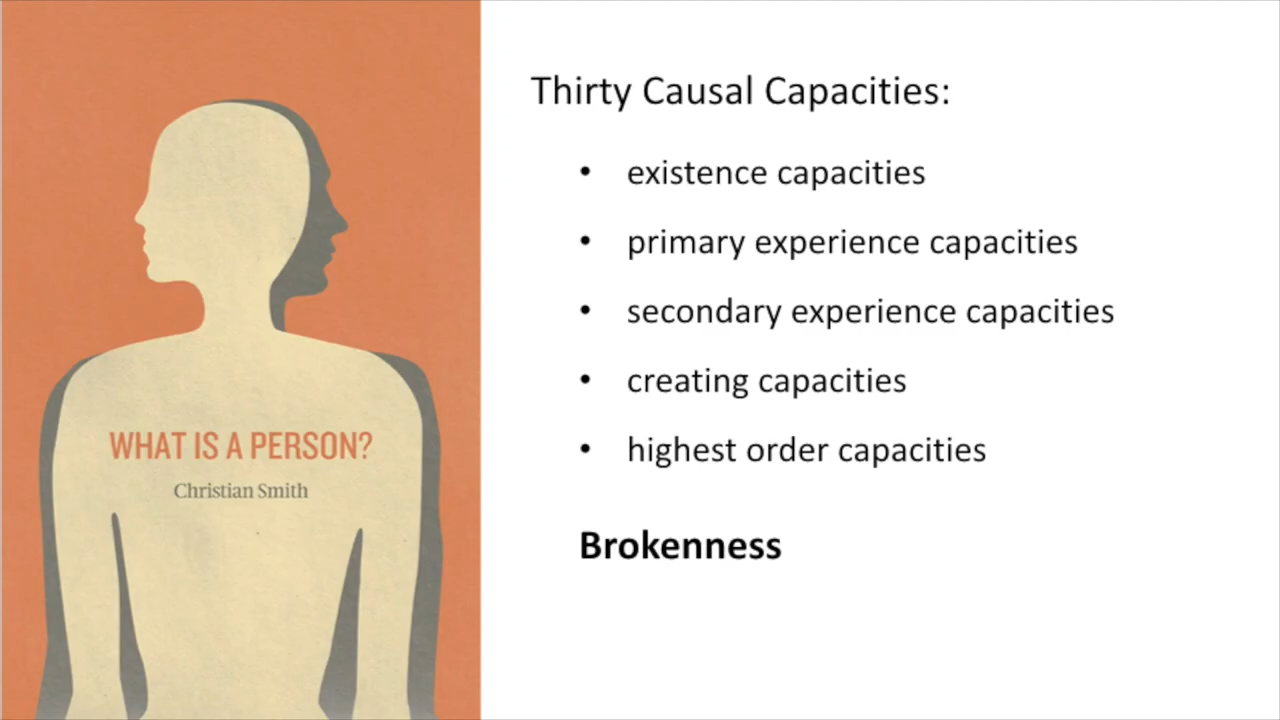 WHAT IS A PERSON?
Christian Smith
Thirty Causal Capacities:
• existence capacities
• primary experience capacities
• secondary experience capacities
• creating capacities
• highest order capacities
Brokenness